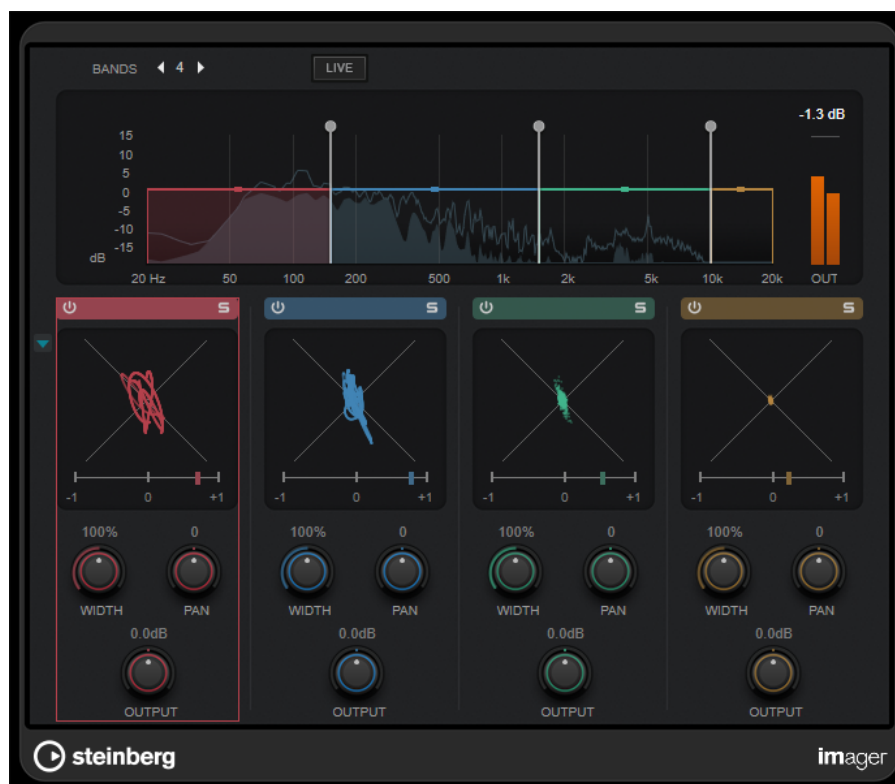 BANDS 4 LIVE
-1.3 dB
15
10
5
0
-5
-10
-15
dB
20 Hz 50 100 200 500 1k 2k 5k 10k 20k OUT
S S S S
-1 0 +1 -1 0 +1 -1 0 +1 -1 0 +1
100% 0 100% 0 100% 0 100% 0
WIDTH PAN WIDTH PAN WIDTH PAN WIDTH PAN
0.0dB 0.0dB 0.0dB 0.0dB
OUTPUT OUTPUT OUTPUT OUTPUT
steinberg imager